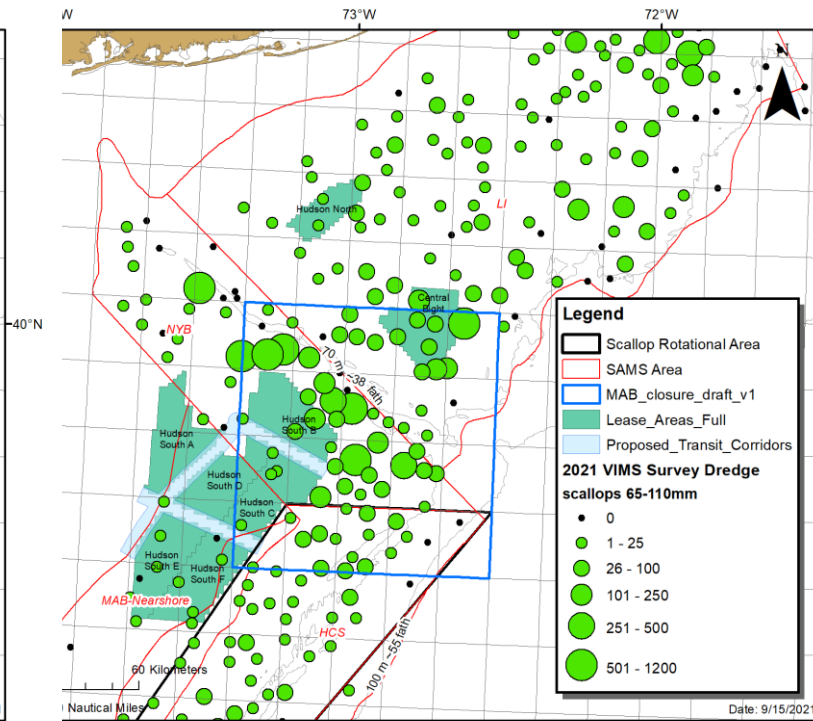 W
73°W
72°W
N
40°N
LI
Hudson North
Central
Bight
NYB
70 m, ~38 fath
Hudson
South B
Hudson
South A
Hudson
South D
Hudson
South C
Hudson
South E
Hudson
South F
MAB-Nearshore
HCS
100 m ~55 fath
60 Kilometers
Nautical Miles
Legend
Scallop Rotational Area
SAMS Area
MAB_closure_draft_v1
Lease_Areas_Full
Proposed_Transit_Corridors
2021 VIMS Survey Dredge
scallops 65-110mm
0
1 - 25
26 - 100
101 - 250
251 - 500
501 - 1200
Date: 9/15/2021